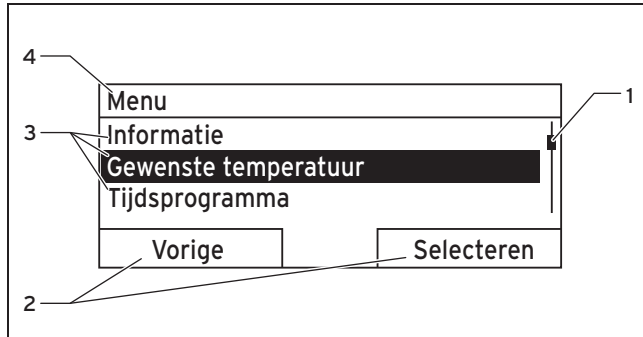 4
Menu
1
3
Informatie
Gewenste temperatuur
Tijdsprogramma
Vorige
Selecteren
2